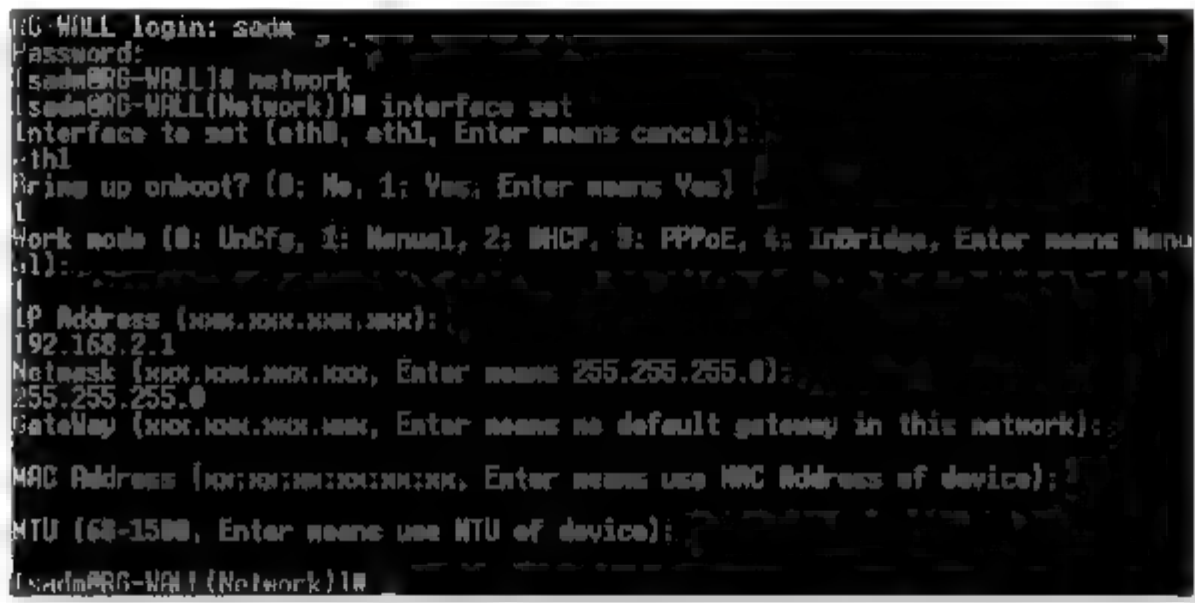 RG-WALL login: sadm
Password:
[sadm@RG-WALL]# network
[sadm@RG-WALL(Network)]# interface set
Interface to set (eth0, eth1, Enter means cancel):
eth1
Bring up onboot? (0: No, 1: Yes, Enter means Yes)
1
Work mode (0: UnCfg, 1: Manual, 2: DHCP, 3: PPPoE, 4: InBridge, Enter means Manu
al):
1
IP Address (xxx.xxx.xxx.xxx):
192.168.2.1
Netmask (xxx.xxx.xxx.xxx, Enter means 255.255.255.0):
255.255.255.0
GateWay (xxx.xxx.xxx.xxx, Enter means no default gateway in this network):
MAC Address (xx:xx:xx:xx:xx:xx, Enter means use MAC Address of device):
MTU (68-1500, Enter means use MTU of device):
[sadm@RG-WALL(Network)]#